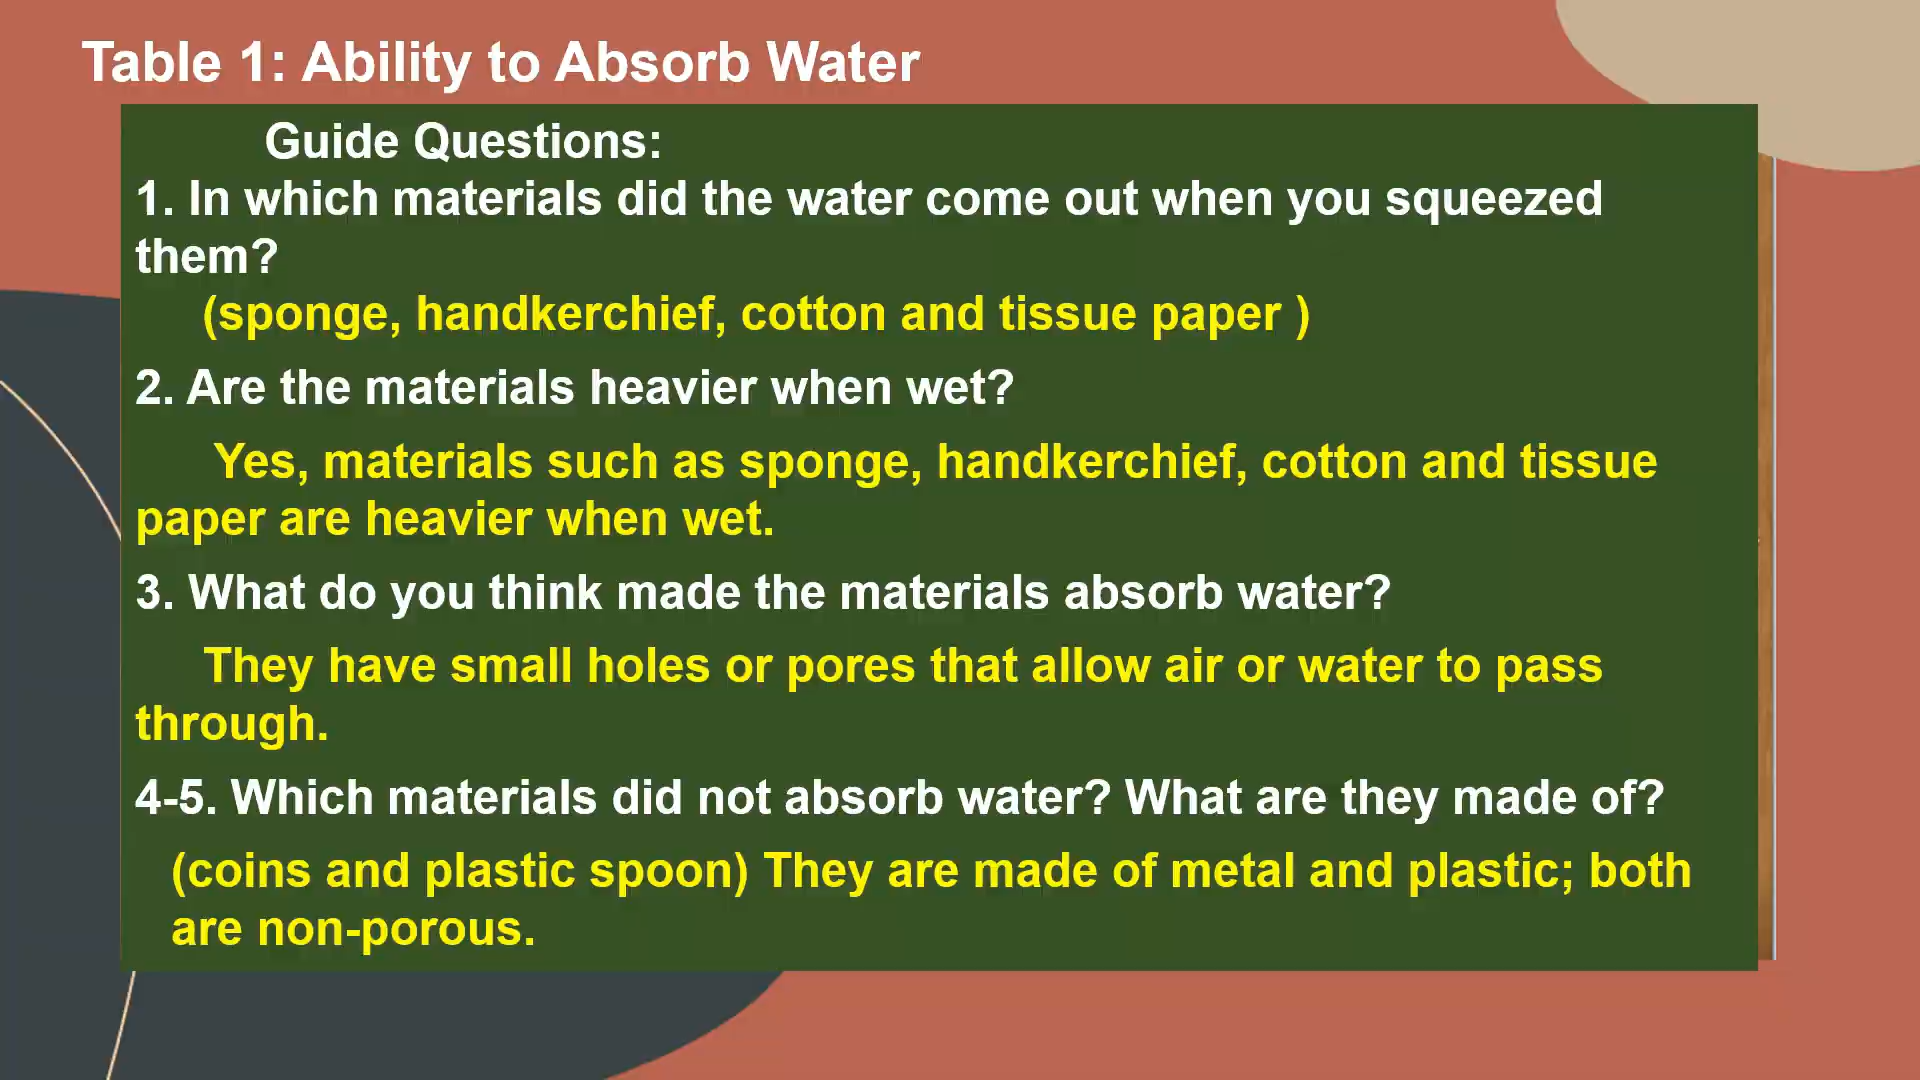 Table 1: Ability to Absorb Water
Guide Questions:
1. In which materials did the water come out when you squeezed
them?
(sponge, handkerchief, cotton and tissue paper )
2. Are the materials heavier when wet?
Yes, materials such as sponge, handkerchief, cotton and tissue
paper are heavier when wet.
3. What do you think made the materials absorb water?
They have small holes or pores that allow air or water to pass
through.
4-5. Which materials did not absorb water? What are they made of?
(coins and plastic spoon) They are made of metal and plastic; both
are non-porous.